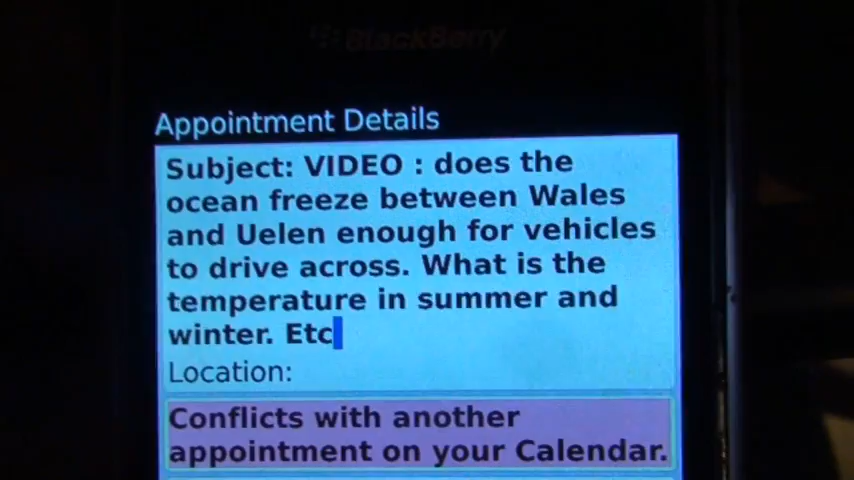 BlackBerry
Appointment Details
Subject: VIDEO : does the
ocean freeze between Wales
and Uelen enough for vehicles
to drive across. What is the
temperature in summer and
winter. Etc
Location:
Conflicts with another
appointment on your Calendar.